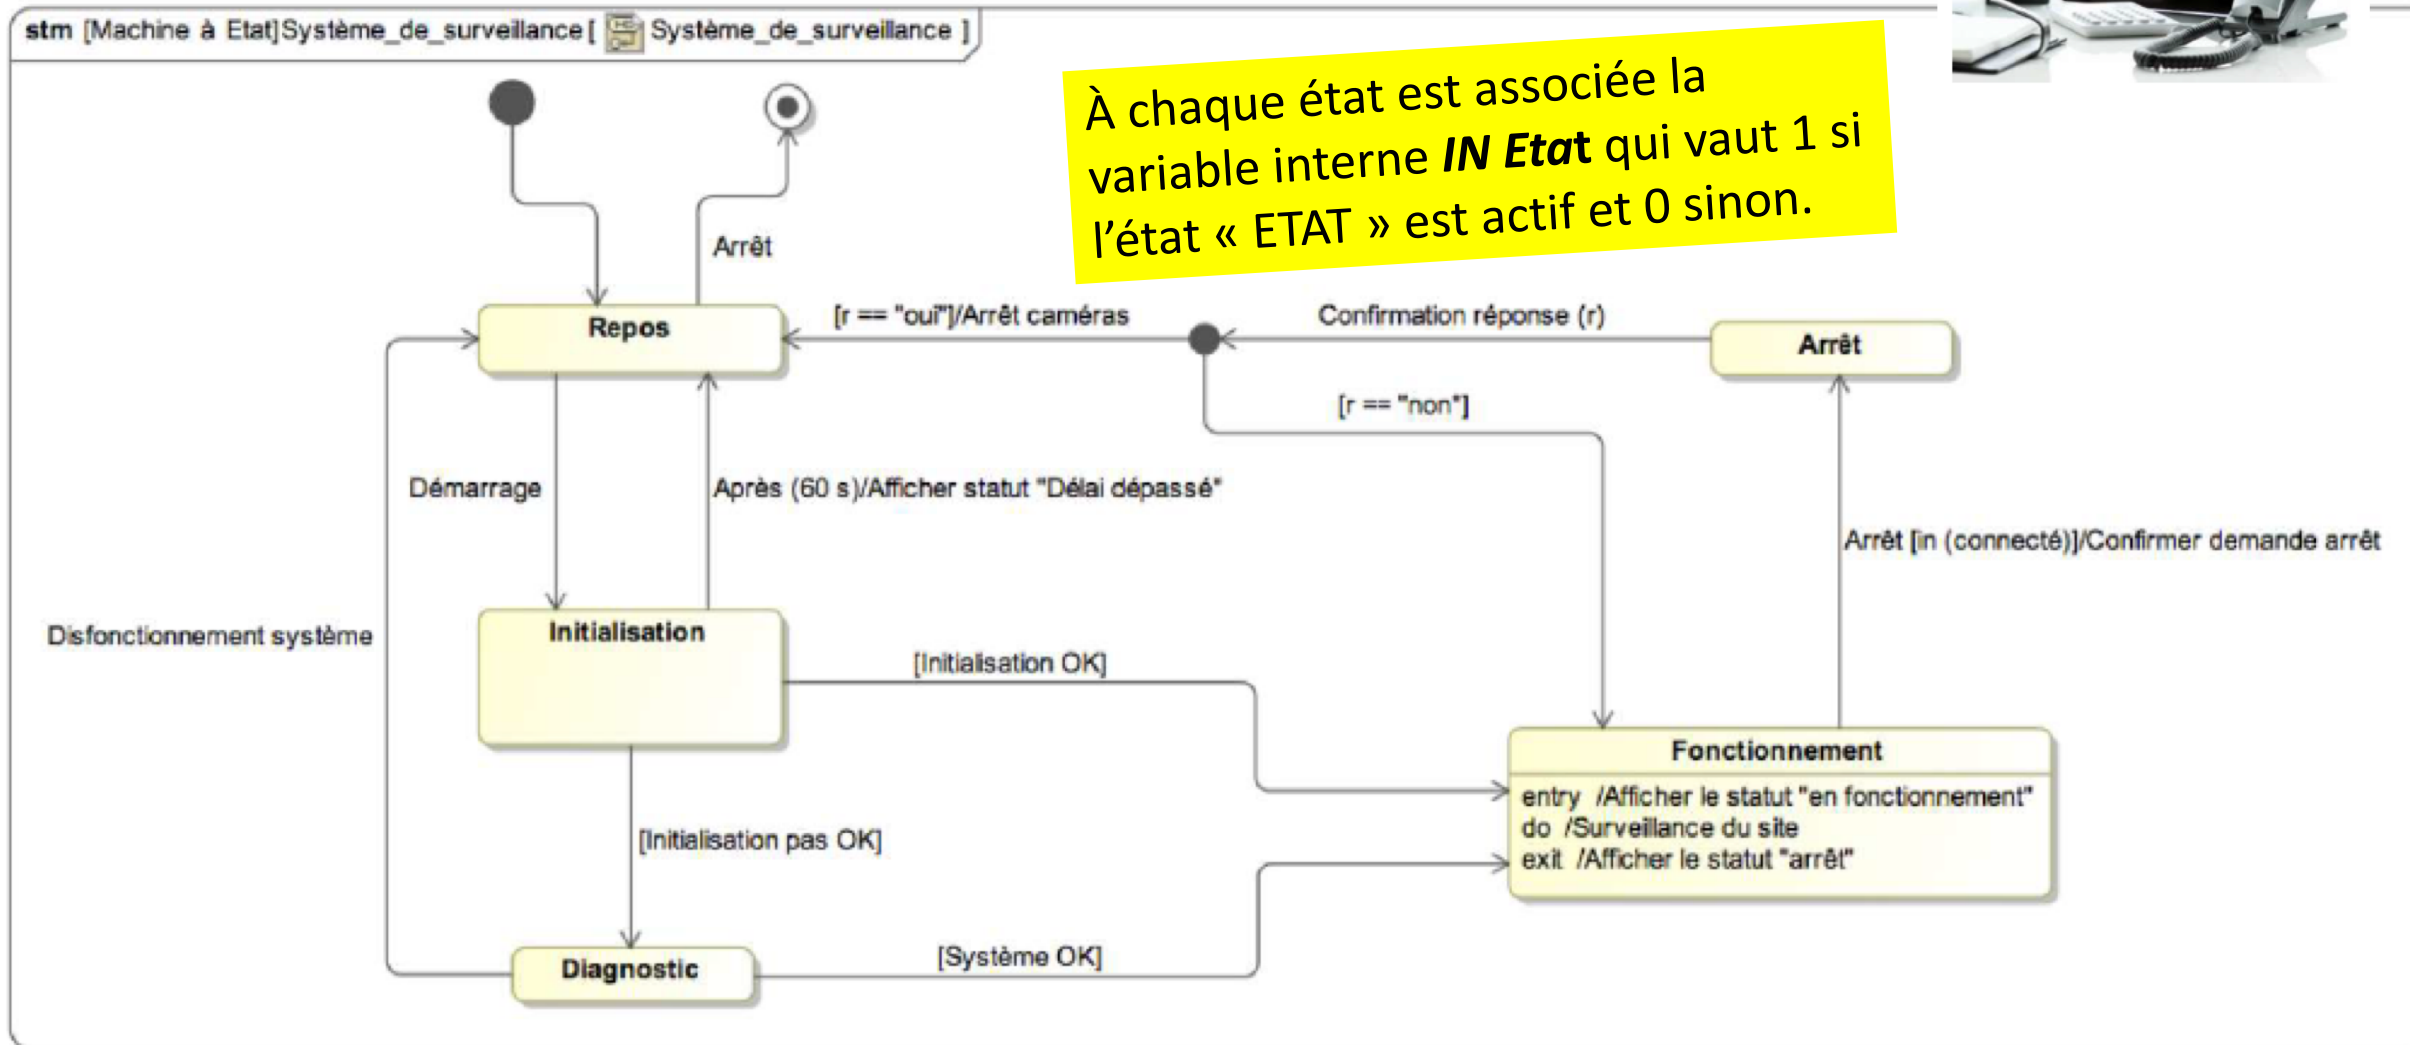 stm [Machine à Etat]Système_de_surveillance[ Système_de_surveillance ]
À chaque état est associée la
variable interne IN Etat qui vaut 1 si
l'état « ETAT » est actif et 0 sinon.
Arrêt
Repos
[r == "oui"]/Arrêt caméras
Confirmation réponse (r)
Arrêt
[r == "non"]
Démarrage
Après (60 s)/Afficher statut "Délai dépassé"
Arrêt [in (connecté)]/Confirmer demande arrêt
Disfonctionnement système
Initialisation
[Initialisation OK]
Fonctionnement
entry /Afficher le statut "en fonctionnement"
do /Surveillance du site
exit /Afficher le statut "arrêt"
[Initialisation pas OK]
Diagnostic
[Système OK]